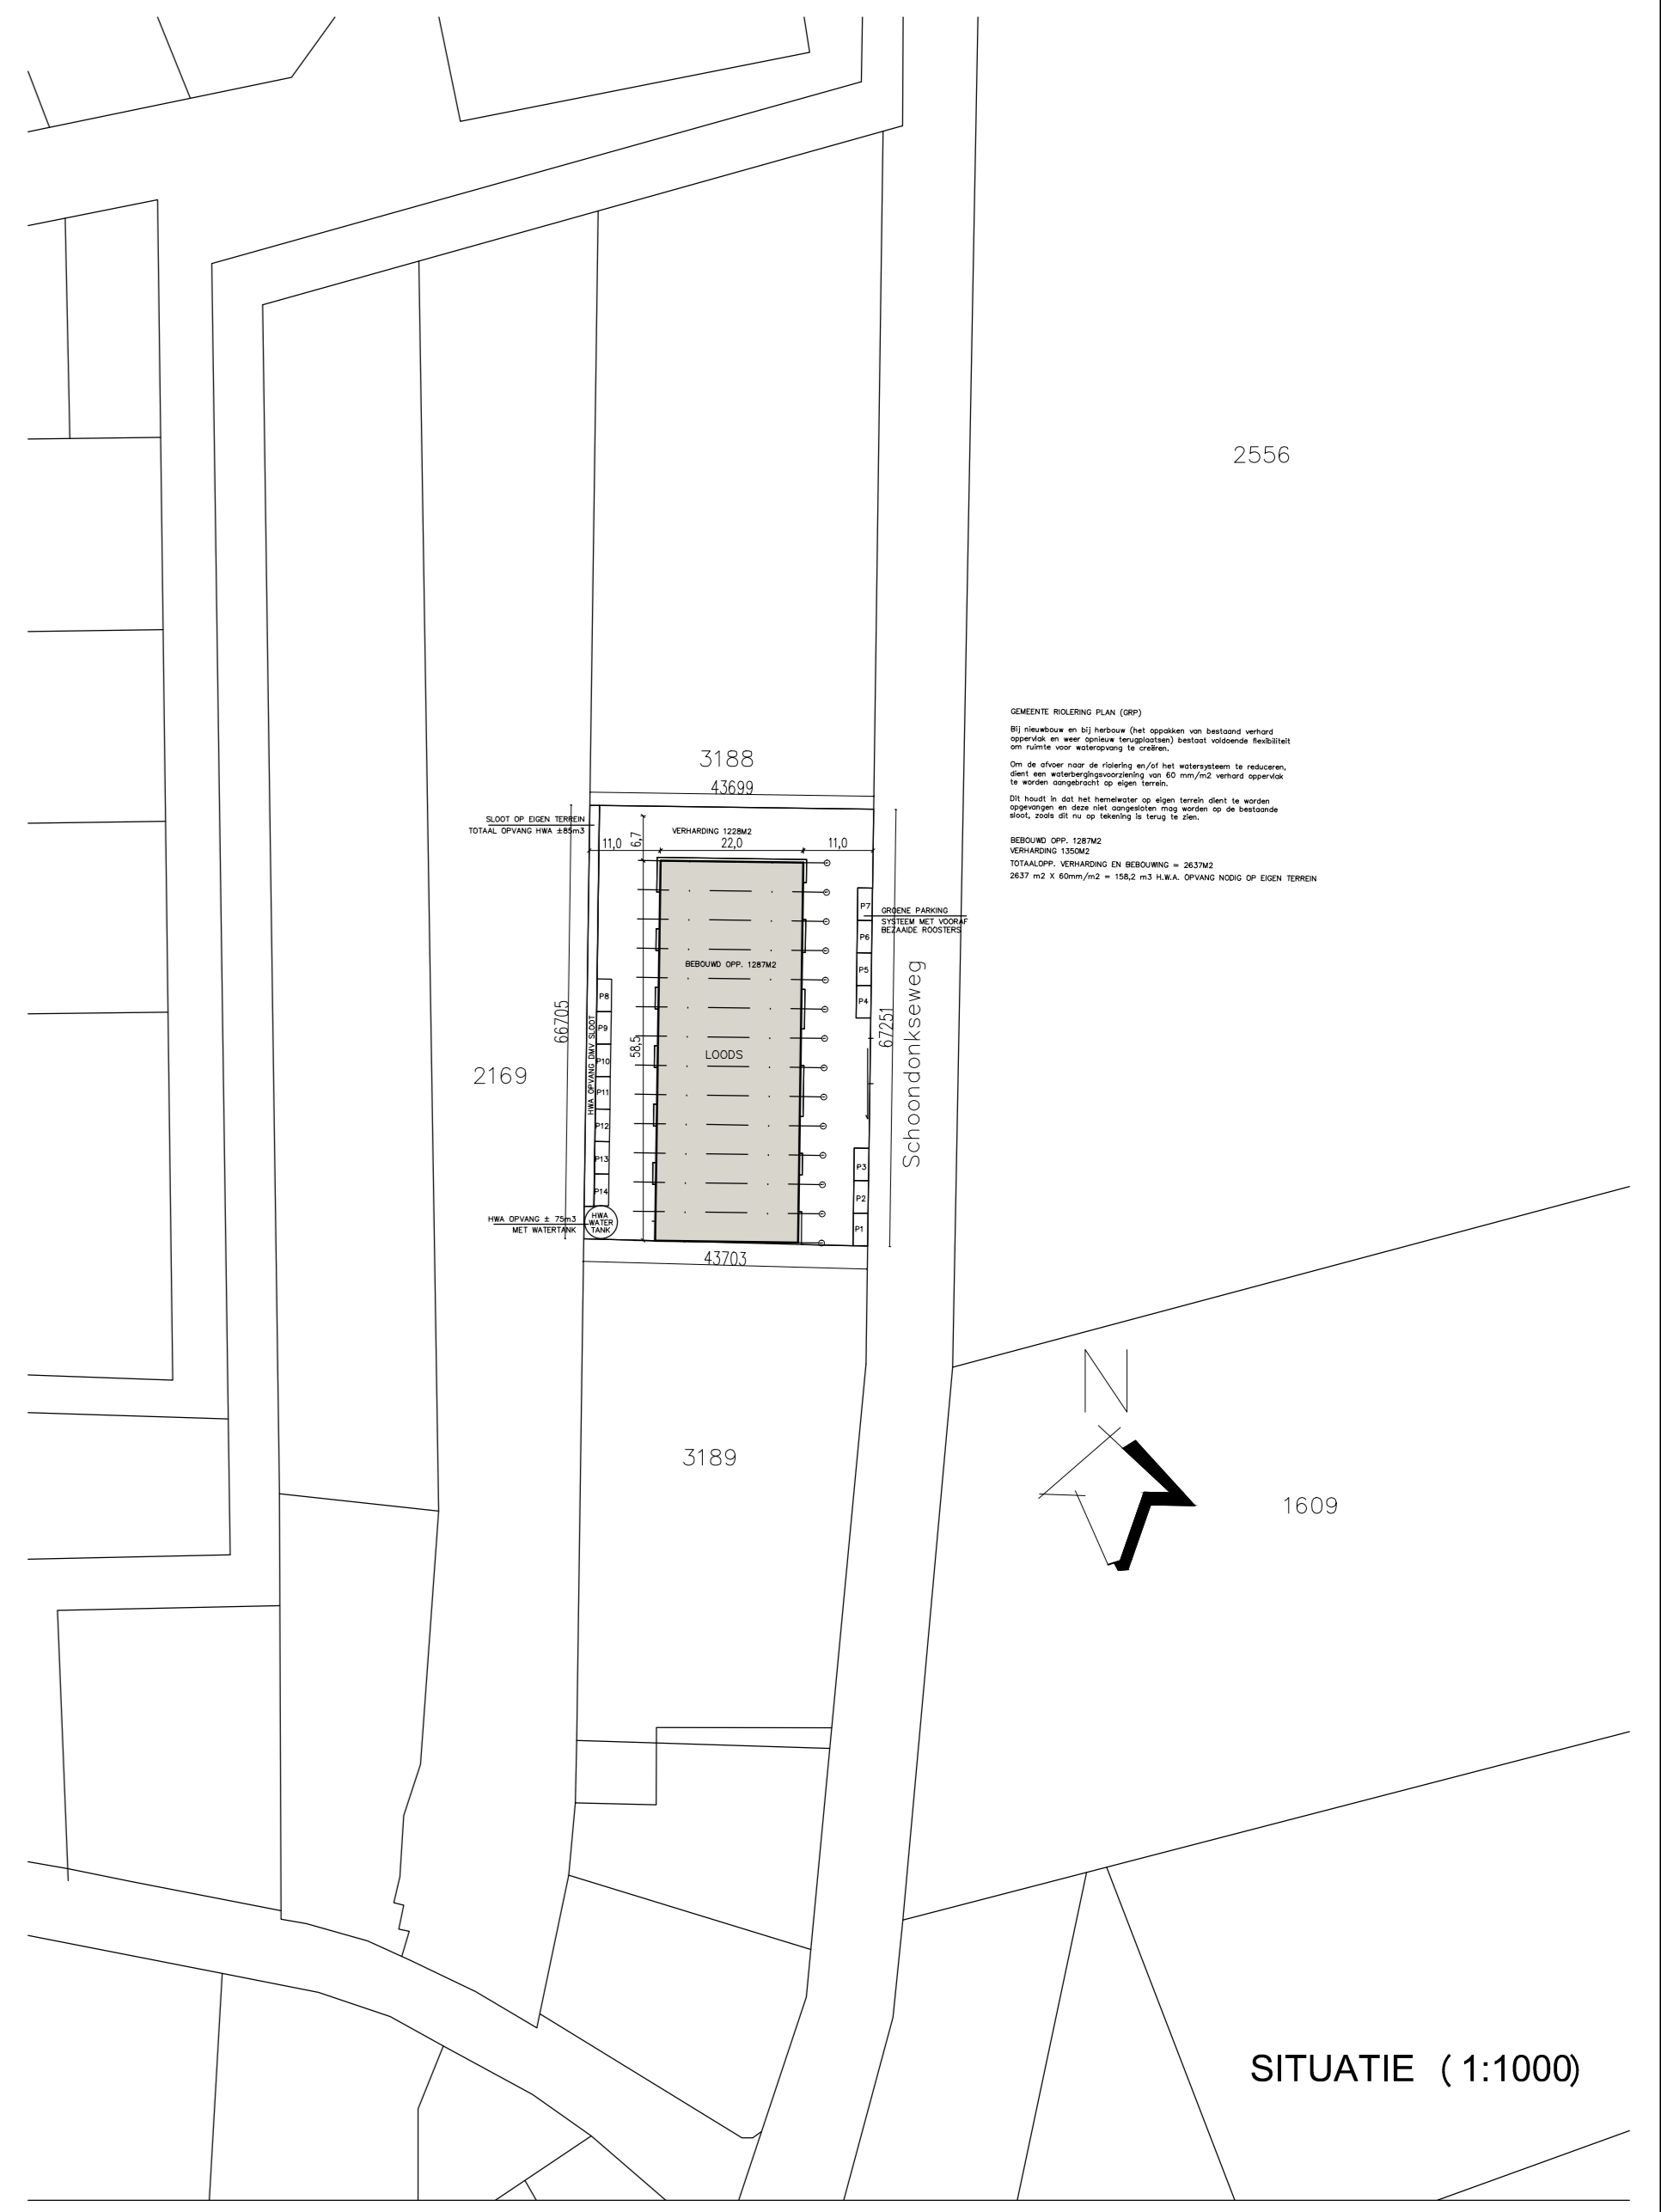 2556
GEMEENTE RIOLERING PLAN (GRP)
Bij nieuwbouw en bij herbouw (het oppakken van bestaand verhard
oppervlak en weer opnieuw terugplaatsen) bestaat voldoende flexibiliteit
om ruimte voor wateropvang te creëren.
Om de afvoer naar de riolering en/of het watersysteem te reduceren,
dient een waterbergingsvoorziening van 60 mm/m2 verhard oppervlak
te worden aangebracht op eigen terrein.
Dit houdt in dat het hemelwater op eigen terrein dient te worden
opgevangen en deze niet aangesloten mag worden op de bestaande
sloot, zoals dit nu op tekening is terug te zien.
BEBOUWD OPP. 1287M2
VERHARDING 1350M2
TOTAALOPP. VERHARDING EN BEBOUWING = 2637M2
2637 m2 X 60mm/m2 = 158,2 m3 H.W.A. OPVANG NODIG OP EIGEN TERREIN
3188
43699
SLOOT OP EIGEN TERREIN
TOTAAL OPVANG HWA ±85m3
VERHARDING 1228M2
11,0
6,7
22,0
11,0
P7
P6
P5
P4
GROENE PARKING
SYSTEEM MET VOORAF
BEZAAIDE ROOSTERS
BEBOUWD OPP. 1287M2
P8
P9
P10
P11
P12
P13
P14
HWA OPVANG DMV SLOOT
66705
58,5
LOODS
67251
Schoondonkseweg
2169
P3
P2
P1
HWA OPVANG ± 75m3
MET WATERTANK
HWA
WATER
TANK
43703
N
3189
1609
SITUATIE (1:1000)